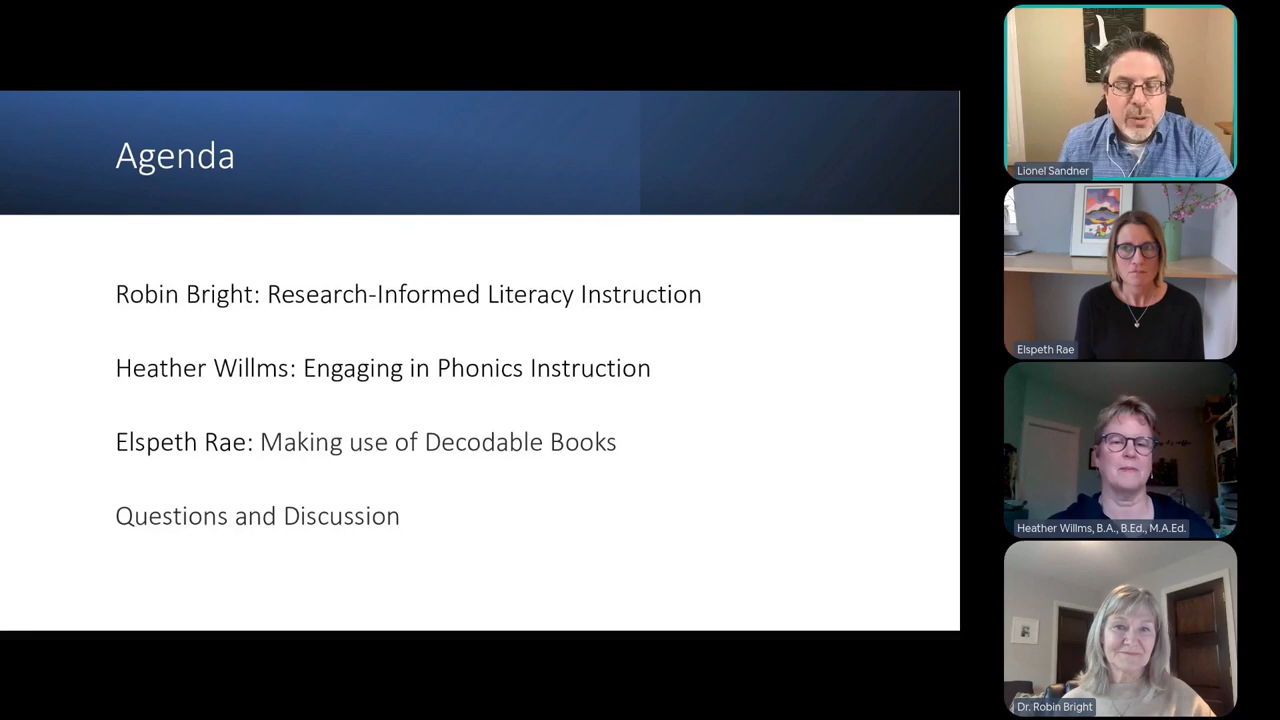 Agenda
Robin Bright: Research-Informed Literacy Instruction
Heather Willms: Engaging in Phonics Instruction
Elspeth Rae: Making use of Decodable Books
Questions and Discussion
Lionel Sandner
Elspeth Rae
Heather Willms, B.A., B.Ed., M.A.Ed.
Dr. Robin Bright